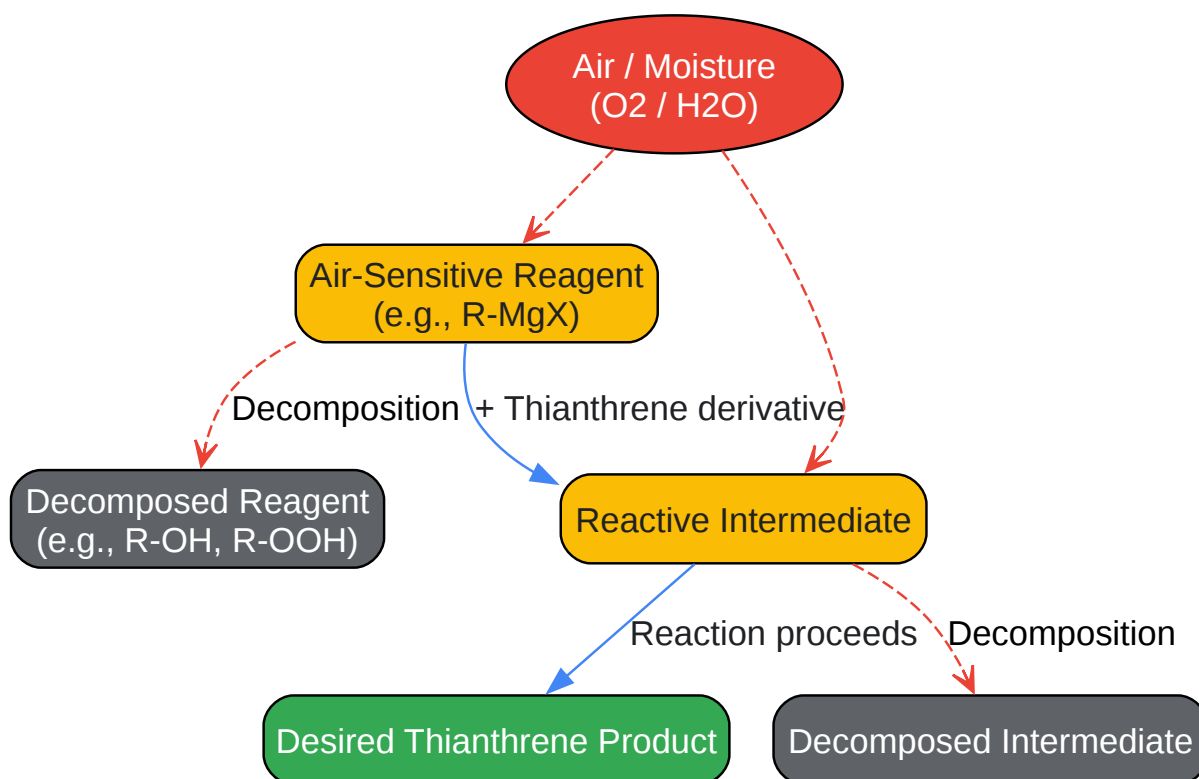 Air / Moisture
(O2 / H2O)
Air-Sensitive Reagent
(e.g., R-MgX)
Decomposition
+ Thianthrene derivative
Decomposed Reagent
(e.g., R-OH, R-OOH)
Reactive Intermediate
Reaction proceeds
Decomposition
Desired Thianthrene Product
Decomposed Intermediate